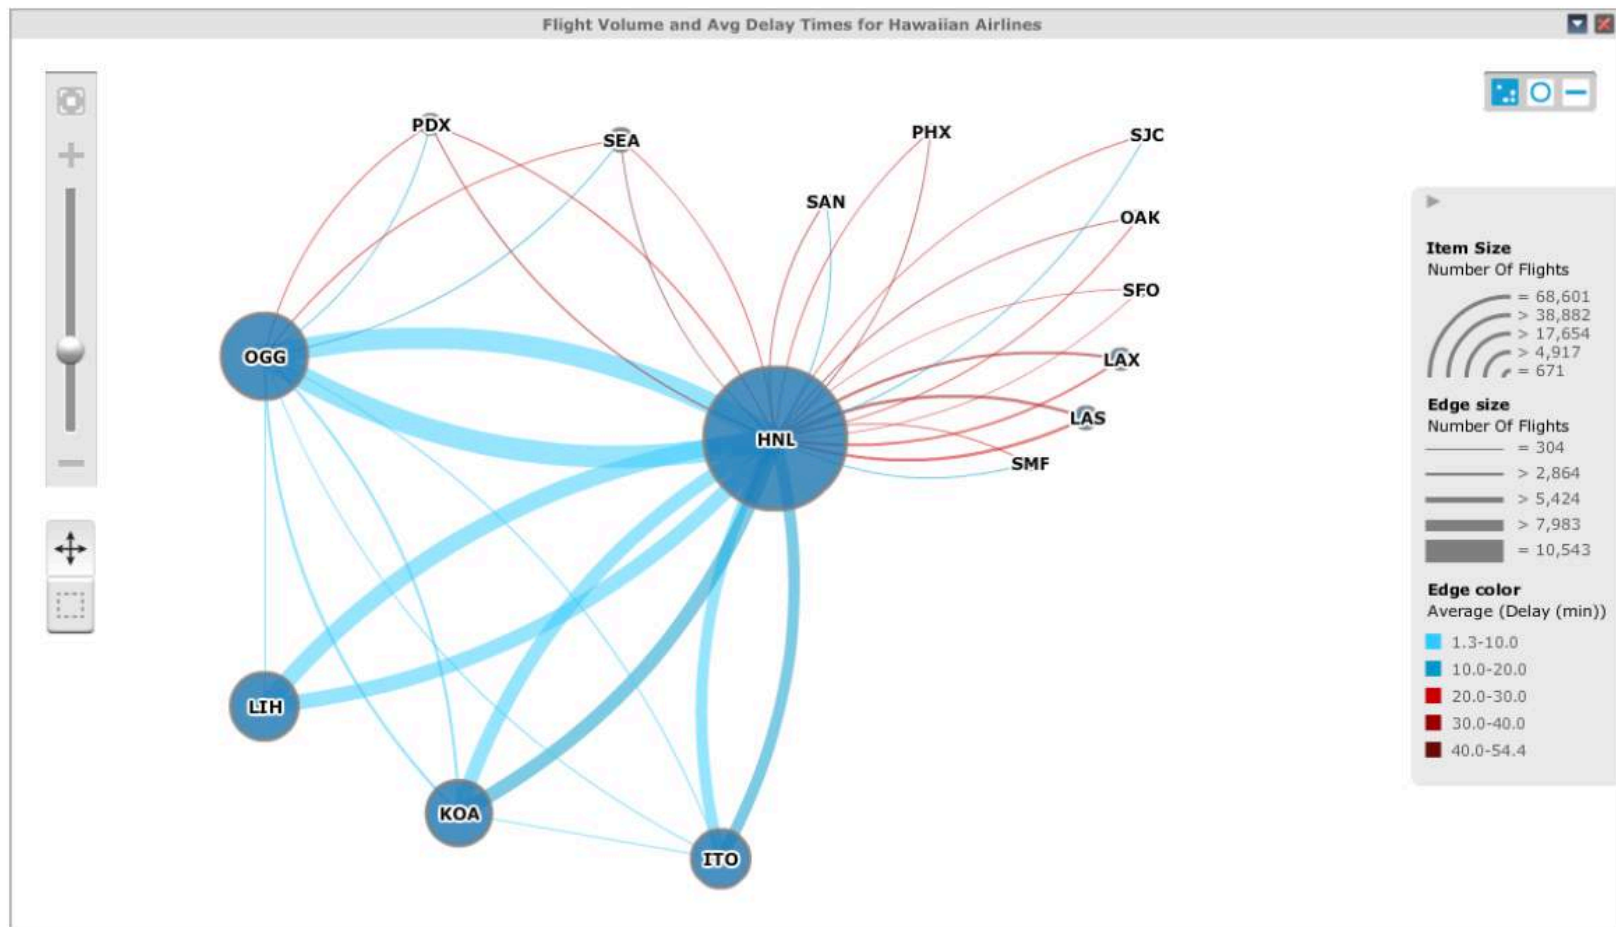 Flight Volume and Avg Delay Times for Hawaiian Airlines
PDX
SEA
PHX
SJC
SAN
OAK
SFO
OGG
LAX
LAS
HNL
SMF
LIH
KOA
ITO
Item Size
Number Of Flights
= 68,601
> 38,882
> 17,654
> 4,917
= 671
Edge size
Number Of Flights
= 304
> 2,864
> 5,424
> 7,983
= 10,543
Edge color
Average (Delay (min))
1.3-10.0
10.0-20.0
20.0-30.0
30.0-40.0
40.0-54.4